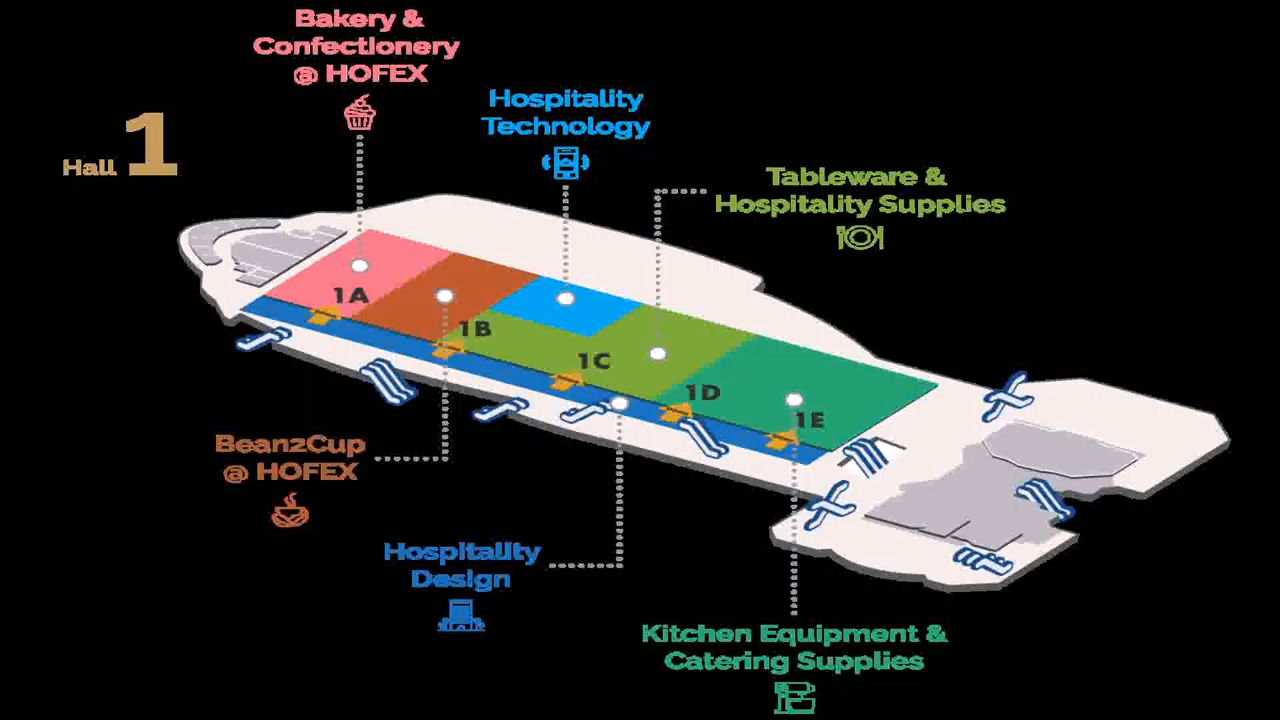 Bakery &
Confectionery
@ HOFEX
Hospitality
Technology
Hall 1
Tableware &
Hospitality Supplies
1A
1B
1C
1D
1E
Bean2Cup
@ HOFEX
Hospitality
Design
Kitchen Equipment &
Catering Supplies